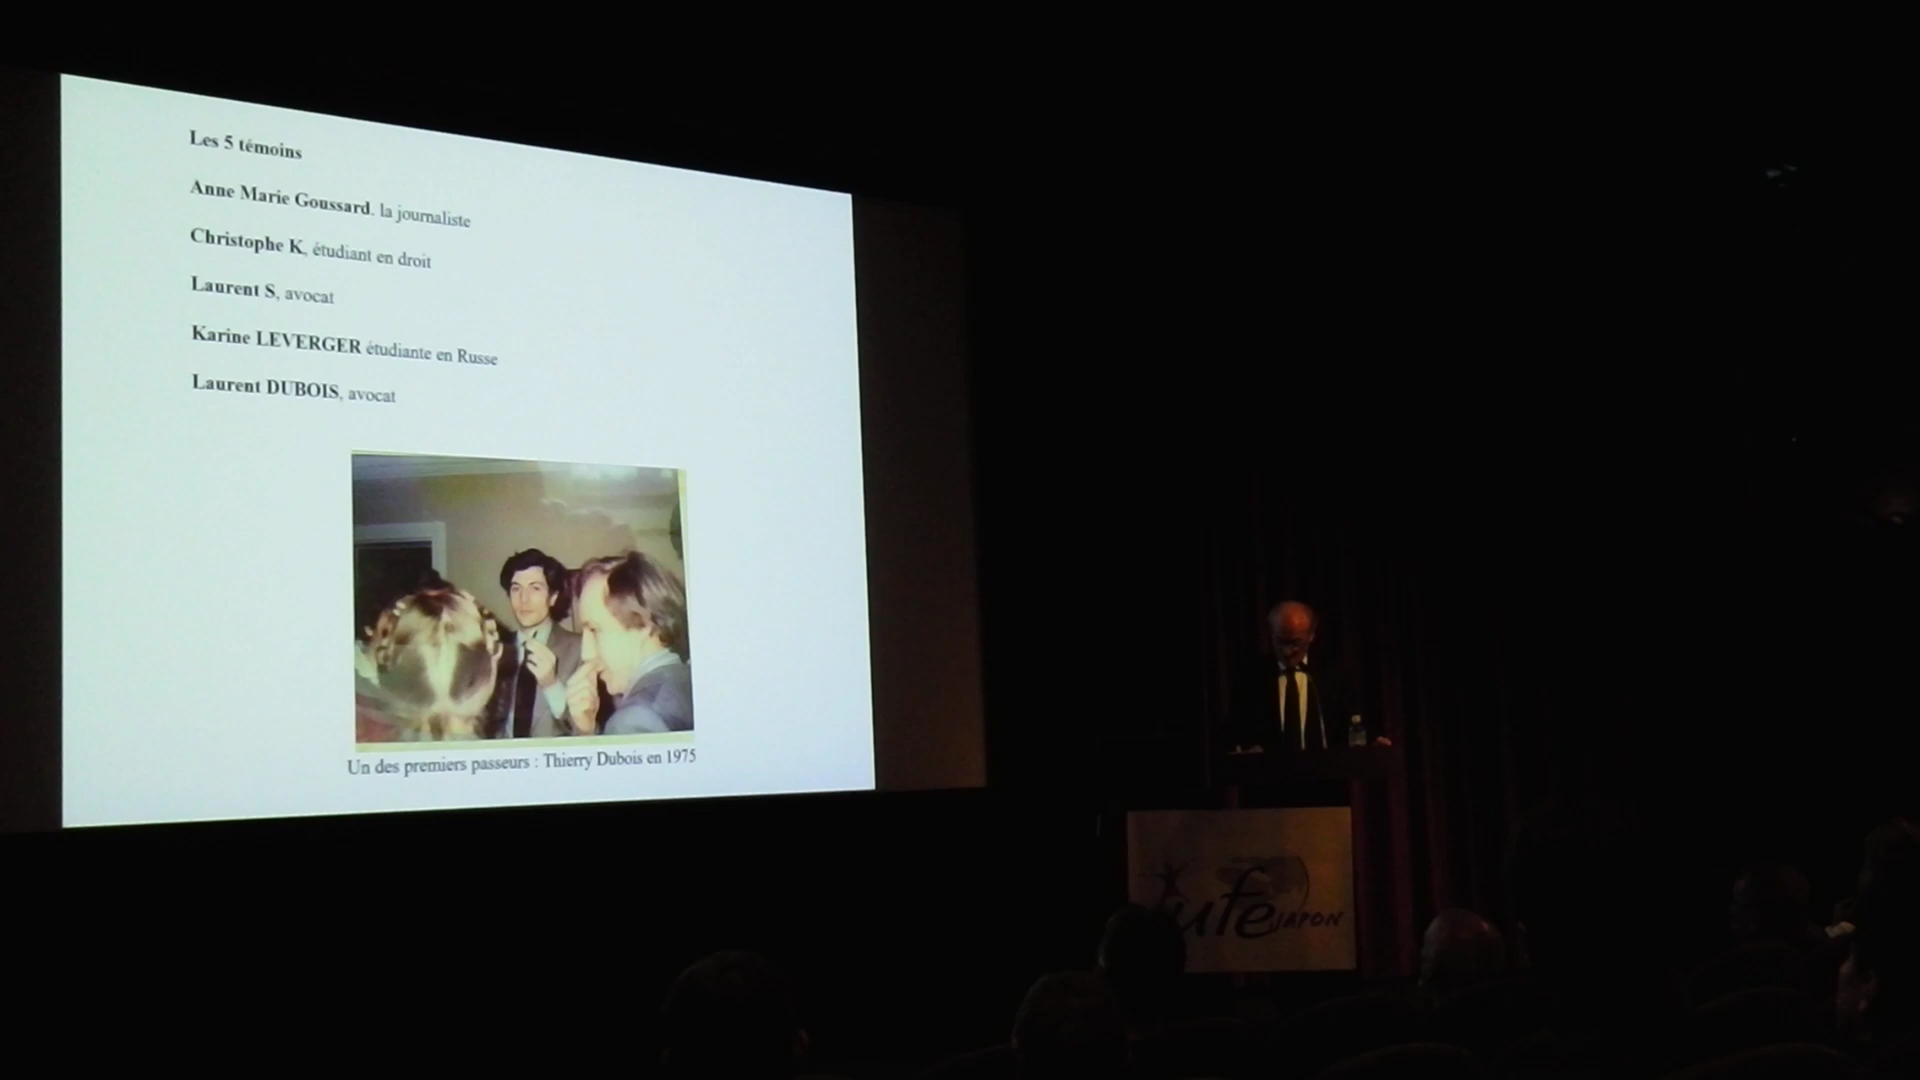 Les 5 témoins
Anne Marie Goussard. la journaliste
Christophe K, étudiant en droit
Laurent S, avocat
Karine LEVERGER étudiante en Russe
Laurent DUBOIS, avocat
Un des premiers passeurs : Thierry Dubois en 1975
ufe JAPON